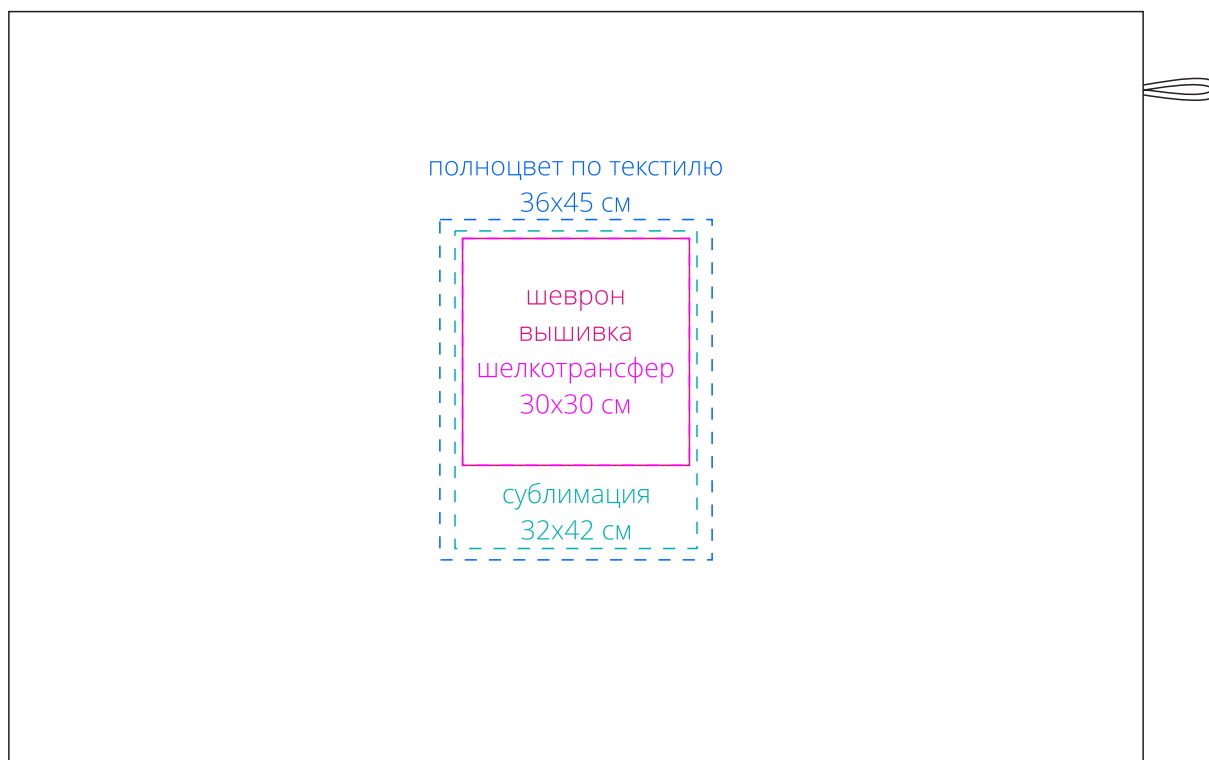 полноцвет по текстилю
36х45 см
шеврон
вышивка
шелкотрансфер
30х30 см
сублимация
32х42 см